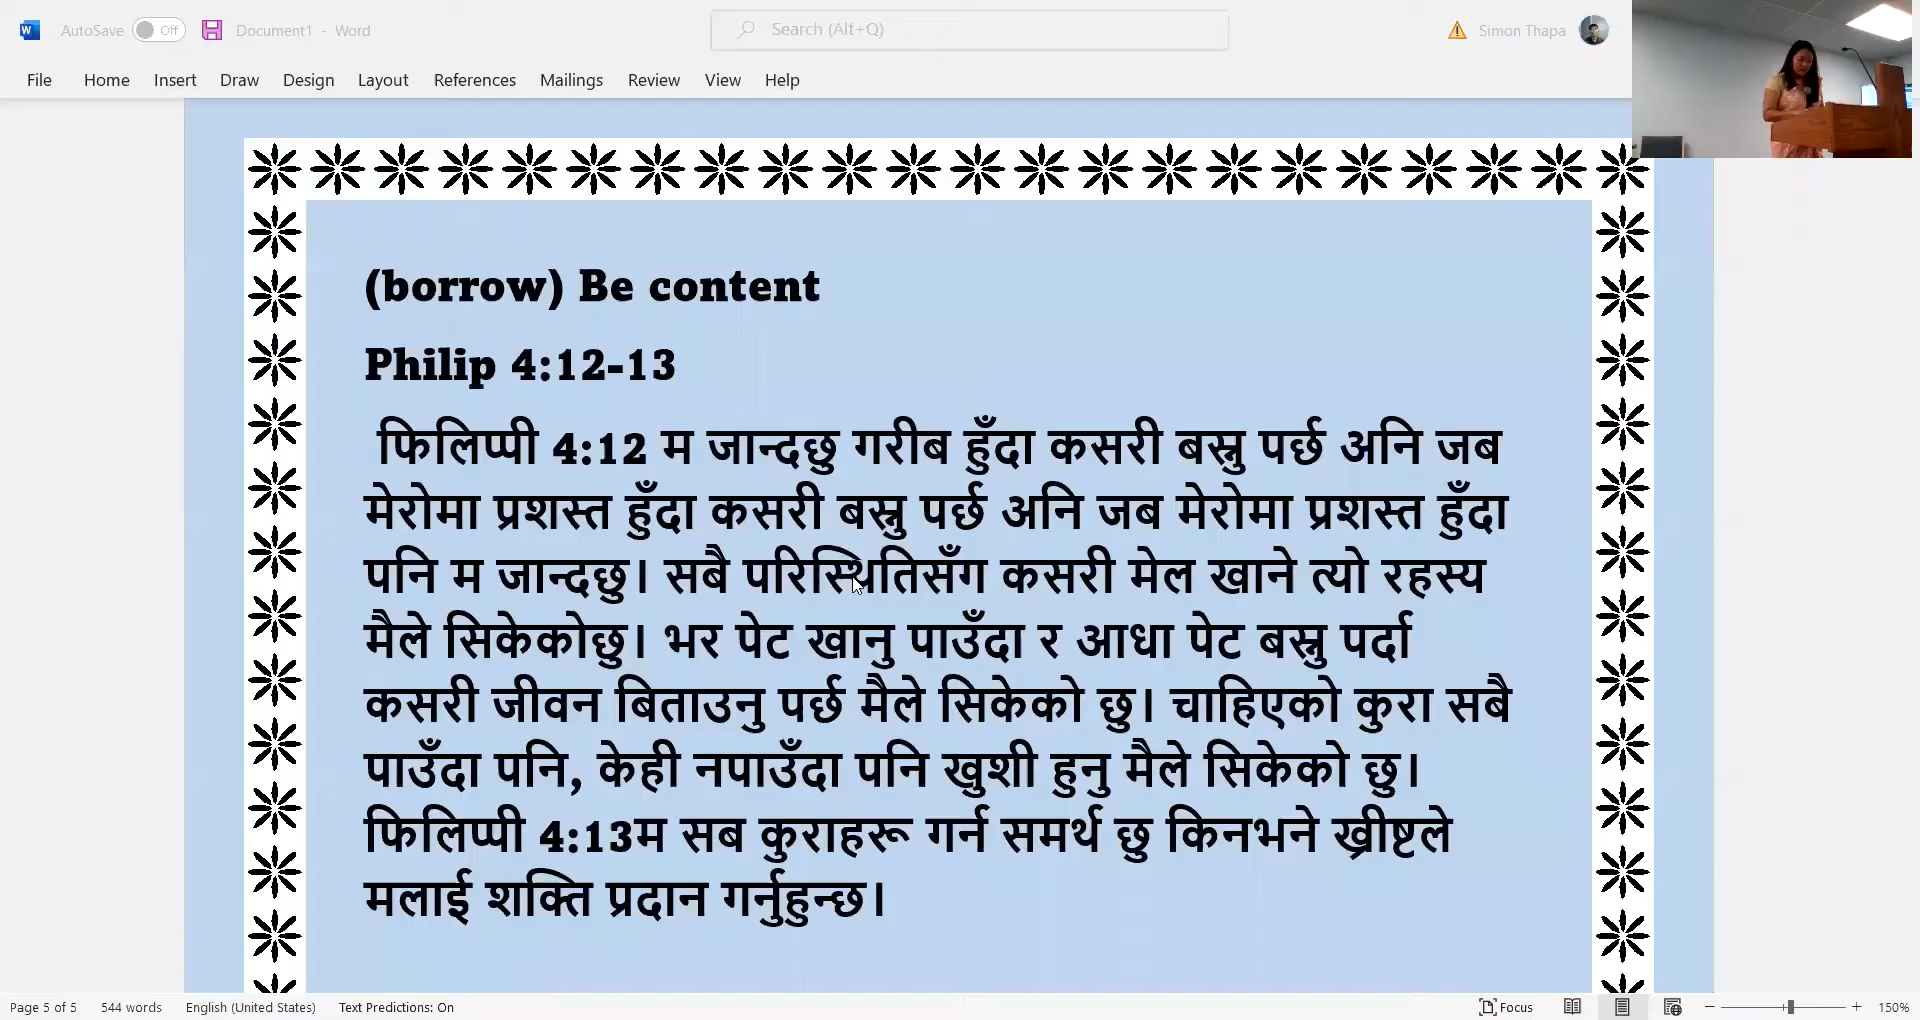 AutoSave Off Document1 - Word Search (Alt+Q) Simon Thapa
File Home Insert Draw Design Layout References Mailings Review View Help
(borrow) Be content
Philip 4:12-13
फिलिप्पी 4:12 म जान्दछु गरीब हुँदा कसरी बस्नु पर्छ अनि जब
मेरोमा प्रशस्त हुँदा कसरी बस्नु पर्छ अनि जब मेरोमा प्रशस्त हुँदा
पनि म जान्दछु। सबै परिस्थितिसँग कसरी मेल खाने त्यो रहस्य
मैले सिकेकोछु। भर पेट खानु पाउँदा र आधा पेट बस्नु पर्दा
कसरी जीवन बिताउनु पर्छ मैले सिकेको छु। चाहिएको कुरा सबै
पाउँदा पनि, केही नपाउँदा पनि खुशी हुनु मैले सिकेको छु।
फिलिप्पी 4:13म सब कुराहरू गर्न समर्थ छु किनभने ख्रीष्टले
मलाई शक्ति प्रदान गर्नुहुन्छ।
Page 5 of 5 544 words English (United States) Text Predictions: On Focus 150%